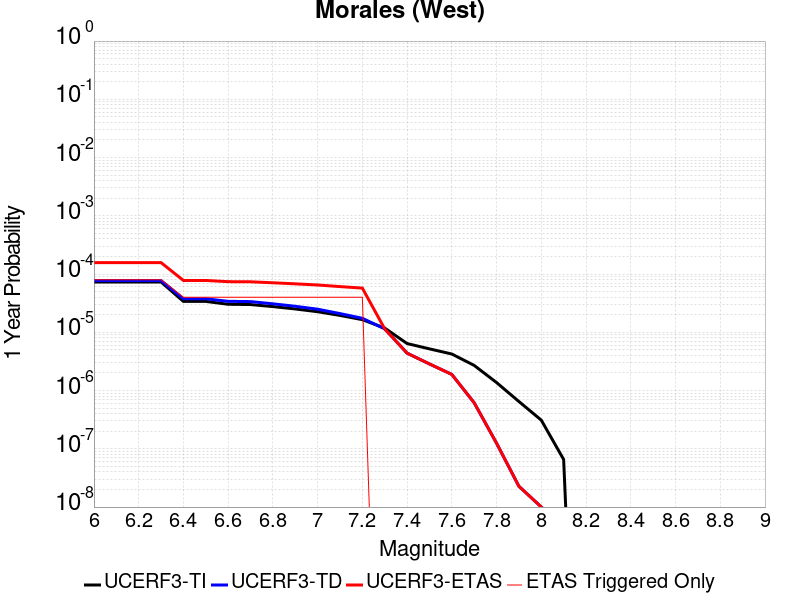 Morales (West)
1 Year Probability
10^0
10^-1
10^-2
10^-3
10^-4
10^-5
10^-6
10^-7
10^-8
6 6.2 6.4 6.6 6.8 7 7.2 7.4 7.6 7.8 8 8.2 8.4 8.6 8.8 9
Magnitude
UCERF3-TI UCERF3-TD UCERF3-ETAS ETAS Triggered Only